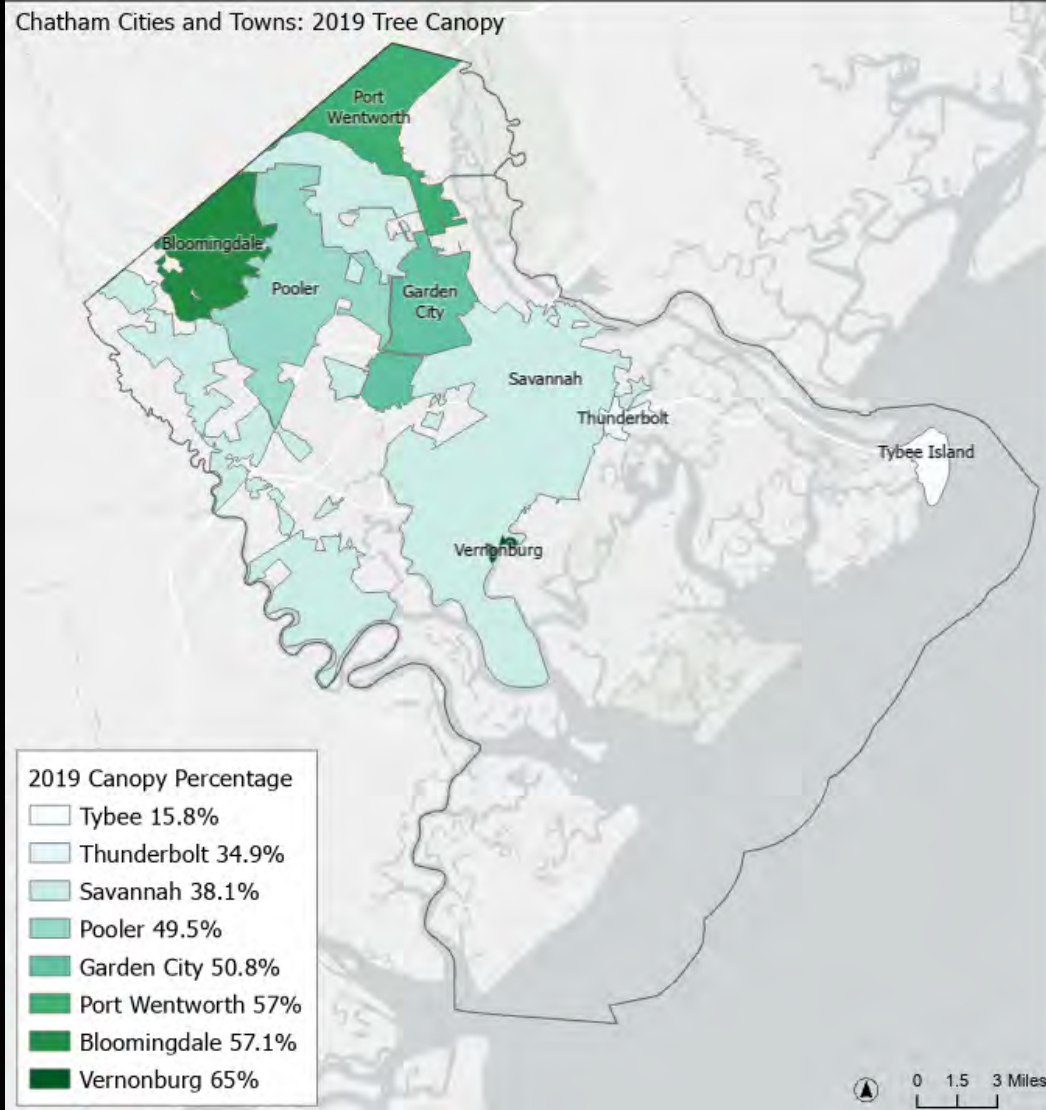 Chatham Cities and Towns: 2019 Tree Canopy
Port
Wentworth
Bloomingdale
Pooler
Garden
City
Savannah
Thunderbolt
Tybee Island
Vernonburg
2019 Canopy Percentage
Tybee 15.8%
Thunderbolt 34.9%
Savannah 38.1%
Pooler 49.5%
Garden City 50.8%
Port Wentworth 57%
Bloomingdale 57.1%
Vernonburg 65%
0 1.5 3 Miles